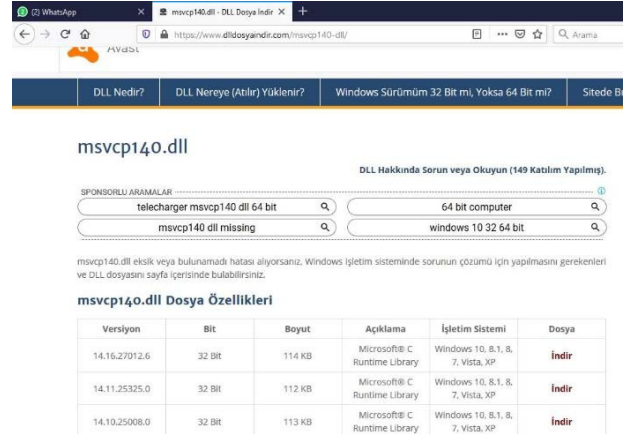 (2) WhatsApp
msvcp140.dll - DLL Dosya İndir
https://www.dlldosyaindir.com/msvcp140-dll/
Arama
Avast
DLL Nedir?
DLL Nereye (Atılır) Yüklenir?
Windows Sürümüm 32 Bit mi, Yoksa 64 Bit mi?
Sitede Bu
msvcp140.dll
DLL Hakkında Sorun veya Okuyun (149 Katılım Yapılmış).
SPONSORLU ARAMALAR
telecharger msvcp140 dll 64 bit
64 bit computer
msvcp140 dll missing
windows 10 32 64 bit
msvcp140.dll eksik veya bulunamadı hatası alıyorsanız, Windows işletim sisteminde sorunun çözümü için yapılmasını gerekenleri
ve DLL dosyasını sayfa içerisinde bulabilirsiniz.
msvcp140.dll Dosya Özellikleri
Versiyon Bit Boyut Açıklama İşletim Sistemi Dosya
14.16.27012.6 32 Bit 114 KB Microsoft® C Runtime Library Windows 10, 8.1, 8, 7, Vista, XP İndir
14.11.25325.0 32 Bit 112 KB Microsoft® C Runtime Library Windows 10, 8.1, 8, 7, Vista, XP İndir
14.10.25008.0 32 Bit 113 KB Microsoft® C Runtime Library Windows 10, 8.1, 8, 7, Vista, XP İndir